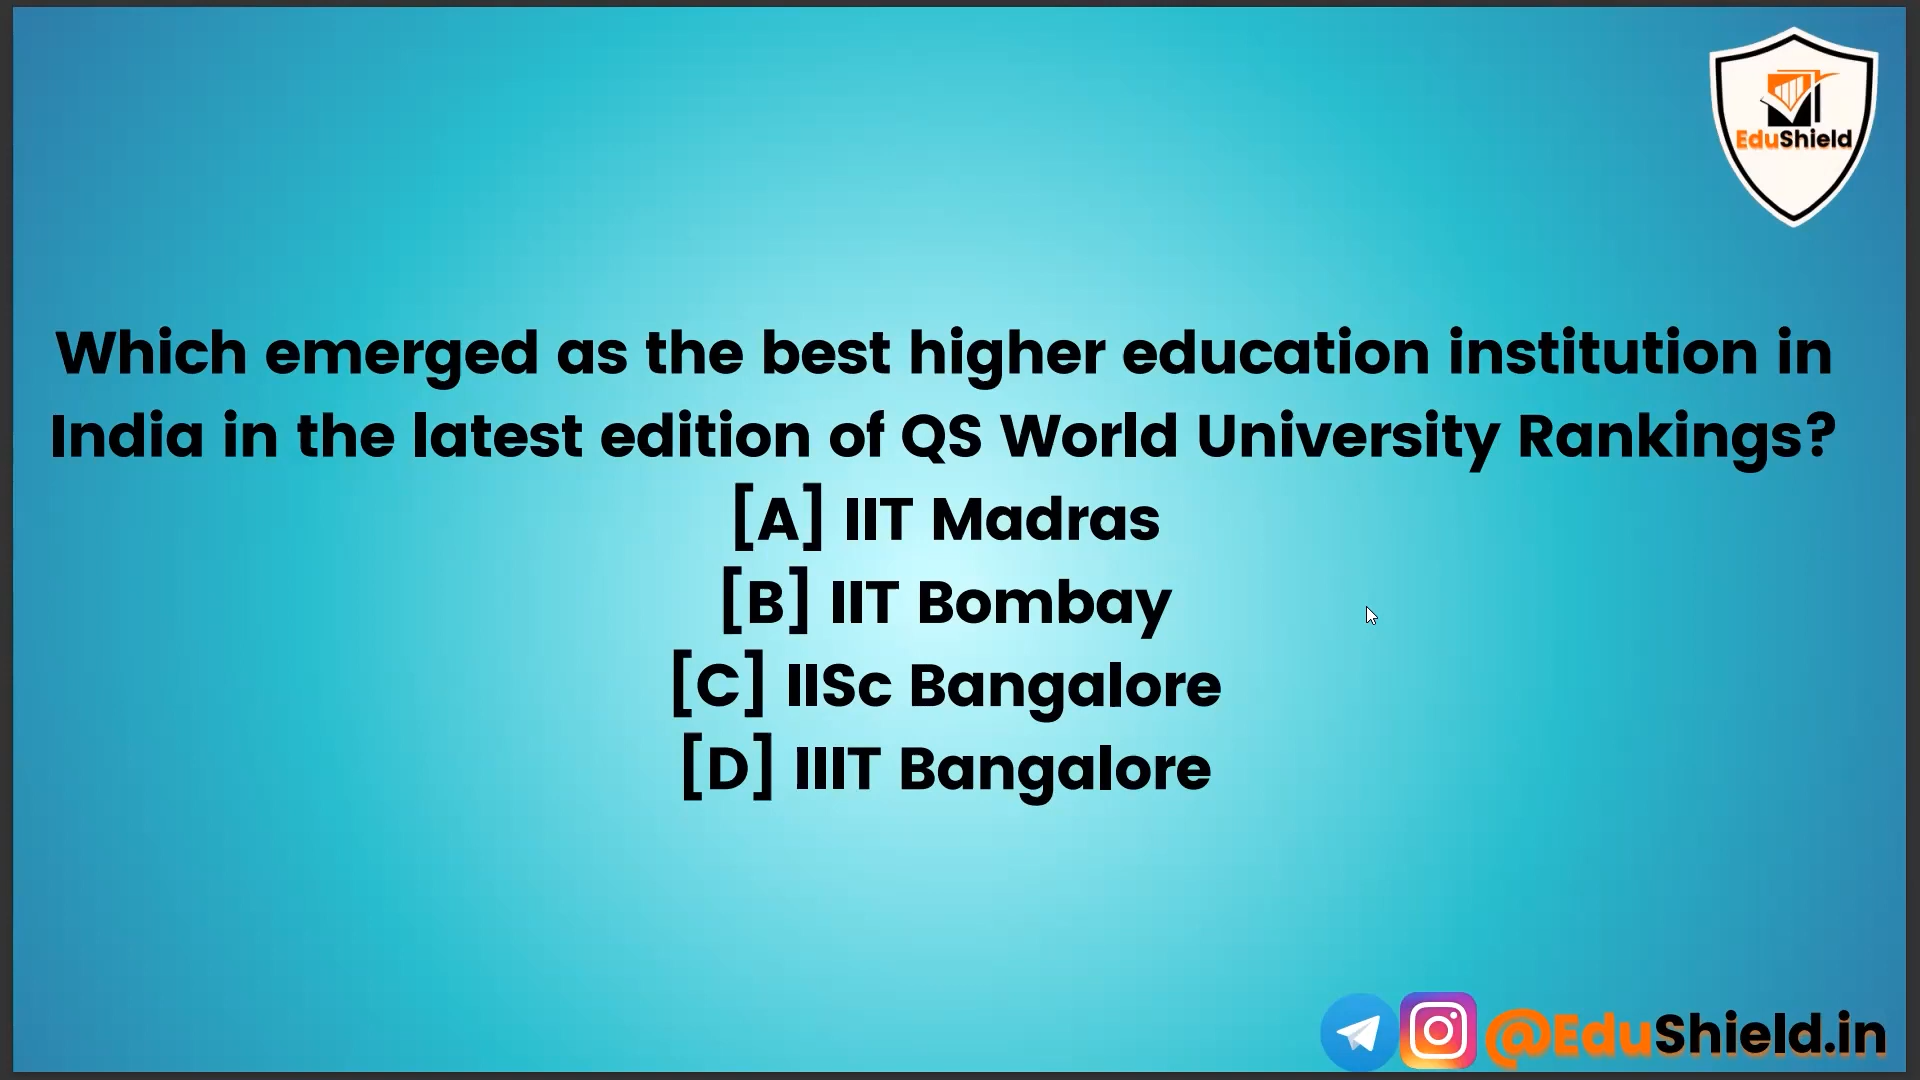 EduShield
Which emerged as the best higher education institution in
India in the latest edition of QS World University Rankings?
[A] IIT Madras
[B] IIT Bombay
[C] IISc Bangalore
[D] IIIT Bangalore
@EduShield.in